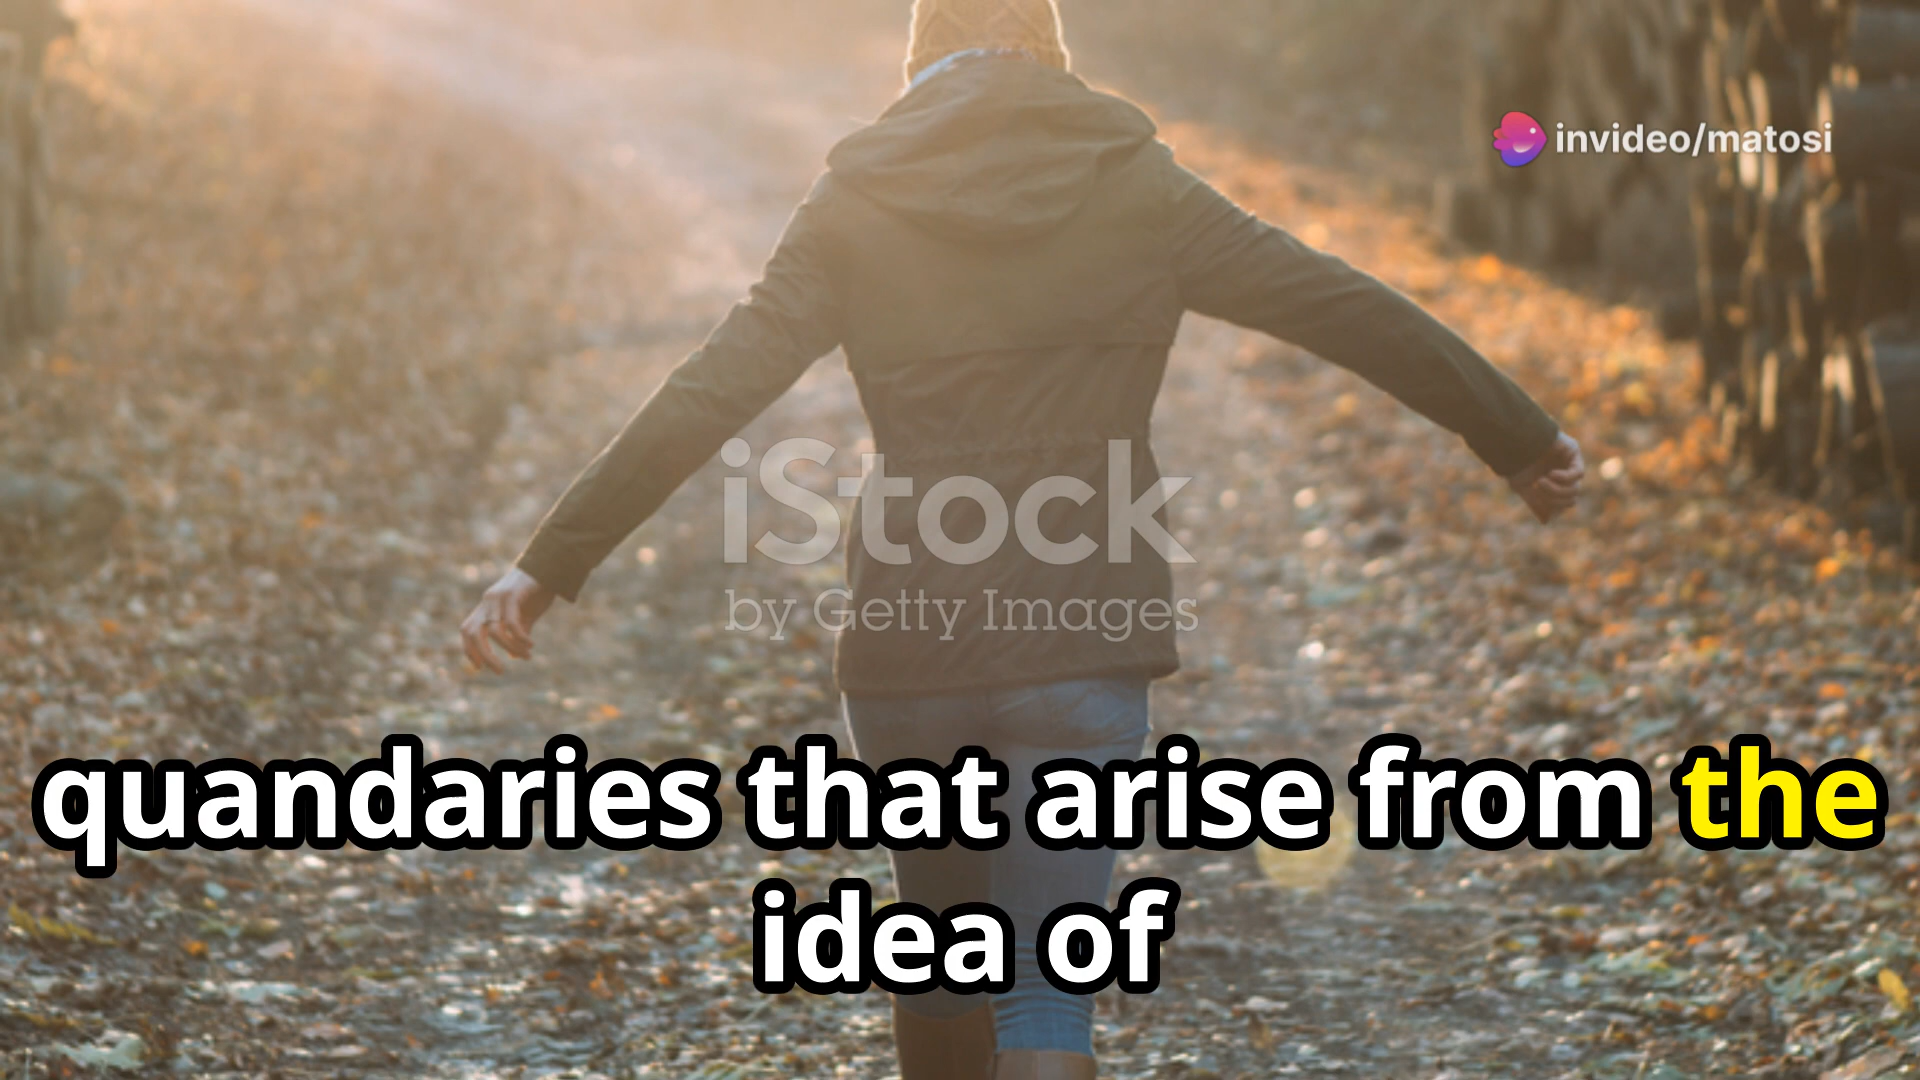 invideo/matosi
iStock
by Getty Images
quandaries that arise from the
idea of